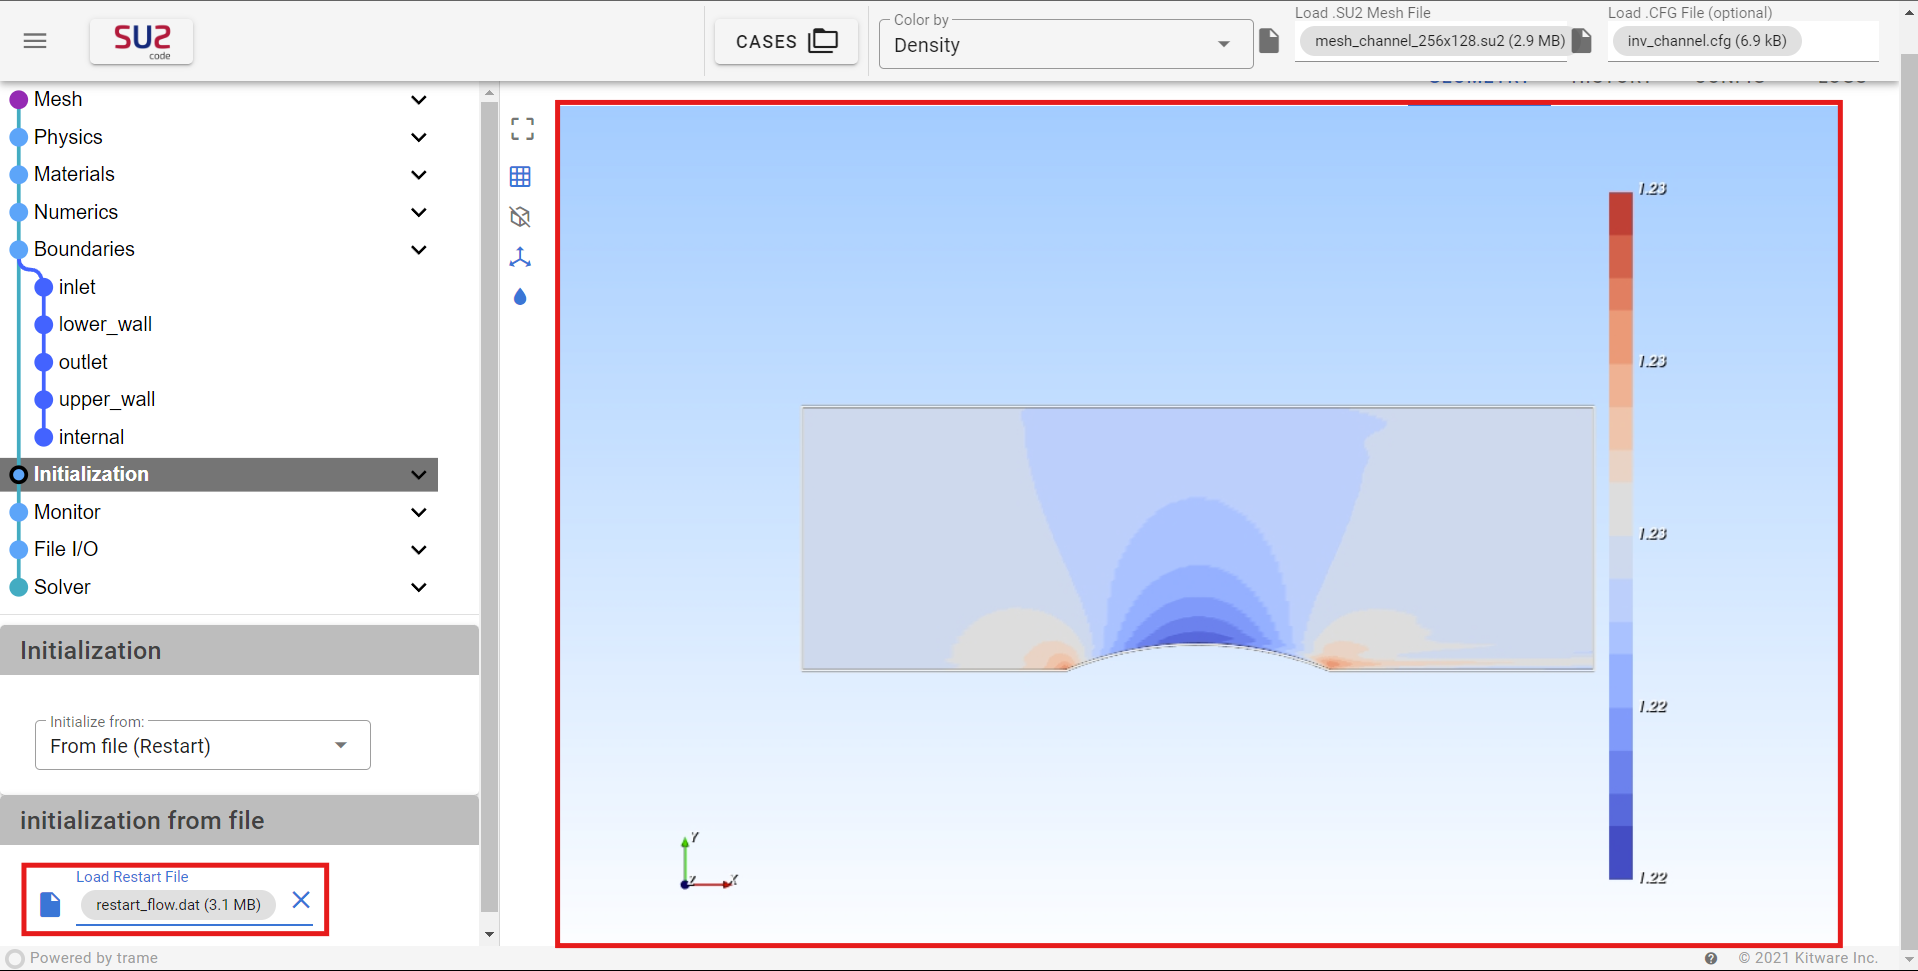 SU2
code
CASES
Color by
Density
Load .SU2 Mesh File
mesh_channel_256x128.su2 (2.9 MB)
Load .CFG File (optional)
inv_channel.cfg (6.9 kB)
Mesh
Physics
Materials
Numerics
Boundaries
inlet
lower_wall
outlet
upper_wall
internal
Initialization
Monitor
File I/O
Solver
Initialization
Initialize from:
From file (Restart)
initialization from file
Load Restart File
restart_flow.dat (3.1 MB)
1.23
1.23
1.23
1.22
1.22
Y
Z
X
Powered by trame
© 2021 Kitware Inc.